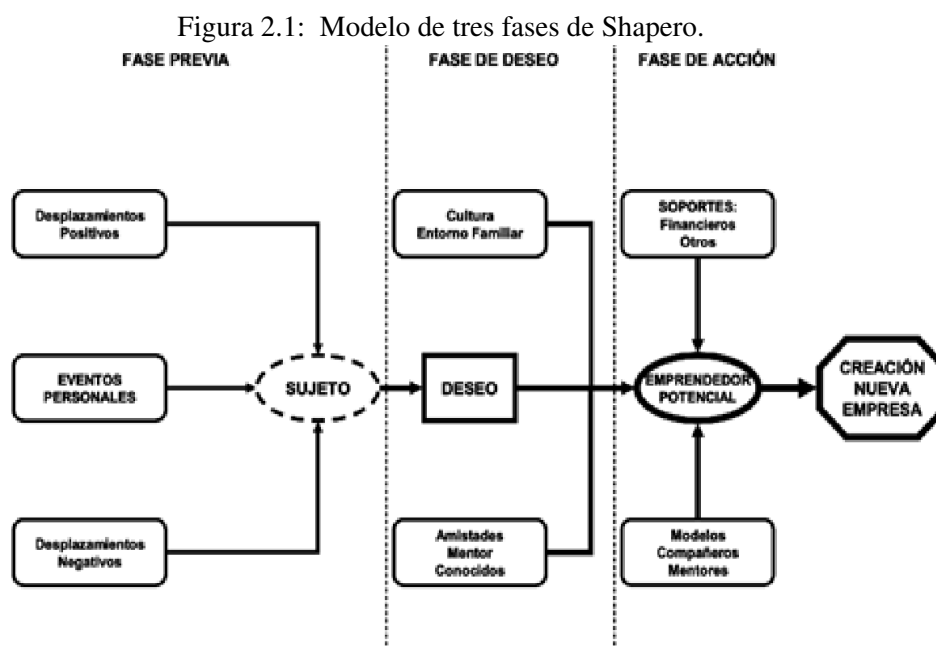 Figura 2.1: Modelo de tres fases de Shapero.
FASE PREVIA
FASE DE DESEO
FASE DE ACCIÓN
Desplazamientos
Positivos
Cultura
Entorno Familiar
SOPORTES:
Financieros
Ótros
EVENTOS
PERSONALES
SUJETO
DESEO
EMPRENDEDOR
POTENCIAL
CREACIÓN
NUEVA
EMPRESA
Desplazamientos
Negativos
Amistades
Mentor
Conocidos
Modelos
Compañeros
Mentores